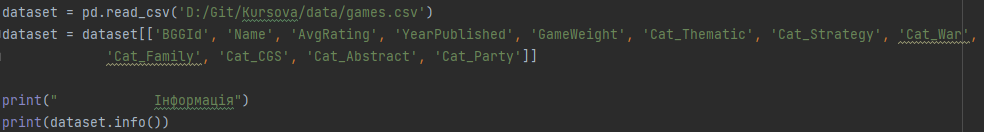 dataset = pd.read_csv('D:/Git/Kursova/data/games.csv')
dataset = dataset[['BGGId', 'Name', 'AvgRating', 'YearPublished', 'GameWeight', 'Cat_Thematic', 'Cat_Strategy', 'Cat_War',
'Cat_Family', 'Cat_CGS', 'Cat_Abstract', 'Cat_Party']]
print("            Інформація")
print(dataset.info())